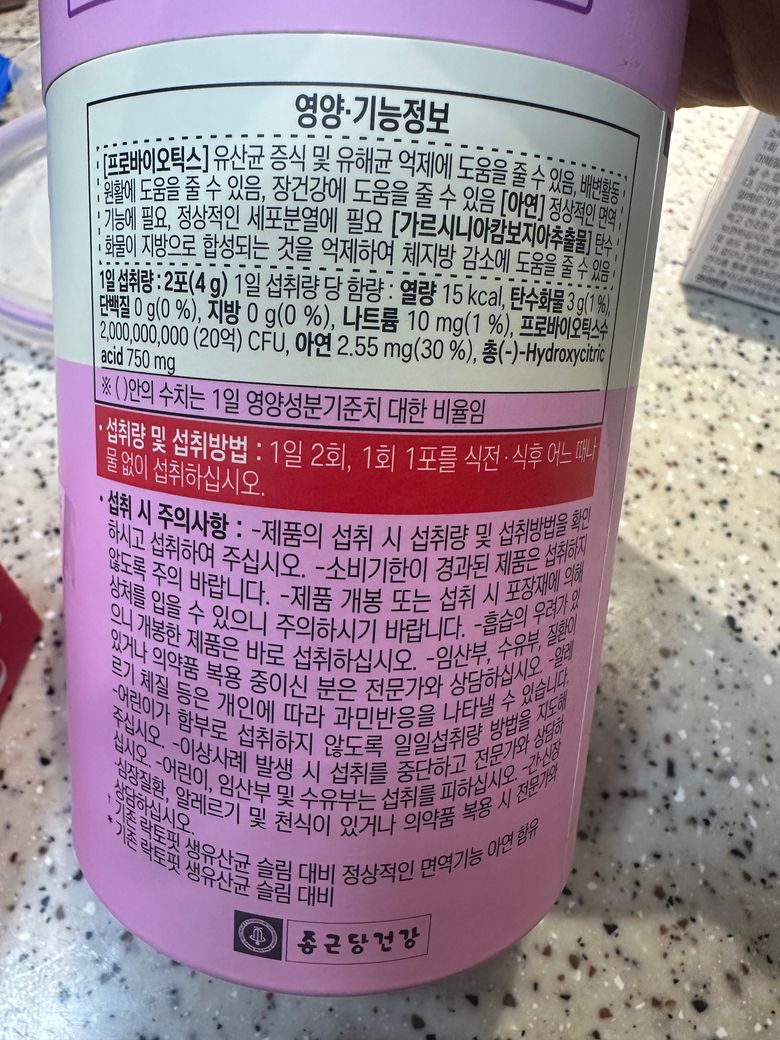 영양·기능정보
[프로바이오틱스] 유산균 증식 및 유해균 억제에 도움을 줄 수 있음, 배변활동
원활에 도움을 줄 수 있음, 장건강에 도움을 줄 수 있음 [아연] 정상적인 면역
기능에 필요, 정상적인 세포분열에 필요 [가르시니아캄보지아추출물] 탄수
화물이 지방으로 합성되는 것을 억제하여 체지방 감소에 도움을 줄 수 있음
1일 섭취량 : 2포(4 g) 1일 섭취량 당 함량 : 열량 15 kcal, 탄수화물 3 g(1%),
단백질 0 g(0 %), 지방 0 g(0 %), 나트륨 10 mg(1 %), 프로바이오틱스수
2,000,000,000 (20억) CFU, 아연 2.55 mg(30 %), 총(-)-Hydroxycitric
acid 750 mg
※ ( )안의 수치는 1일 영양성분기준치 대한 비율임
• 섭취량 및 섭취방법 : 1일 2회, 1회 1포를 식전 · 식후 어느 때나
물 없이 섭취하십시오.
• 섭취 시 주의사항 : -제품의 섭취 시 섭취량 및 섭취방법을 확인
하시고 섭취하여 주십시오. -소비기한이 경과된 제품은 섭취하지
않도록 주의 바랍니다. -제품 개봉 또는 섭취 시 포장재에 의해
상처를 입을 수 있으니 주의하시기 바랍니다. -흡습의 우려가 있
으니 개봉한 제품은 바로 섭취하십시오. -임산부, 수유부, 질환이
있거나 의약품 복용 중이신 분은 전문가와 상담하십시오. -알레
르기 체질 등은 개인에 따라 과민반응을 나타낼 수 있습니다.
-어린이가 함부로 섭취하지 않도록 일일섭취량 방법을 지도해
주십시오. -이상사례 발생 시 섭취를 중단하고 전문가와 상담하
십시오. -어린이, 임산부 및 수유부는 섭취를 피하십시오. -간·신장·
심장질환, 알레르기 및 천식이 있거나 의약품 복용 시 전문가와
상담하십시오.
† 기존 락토핏 생유산균 슬림 대비 정상적인 면역기능 아연 함유
* 기존 락토핏 생유산균 슬림 대비
종근당건강